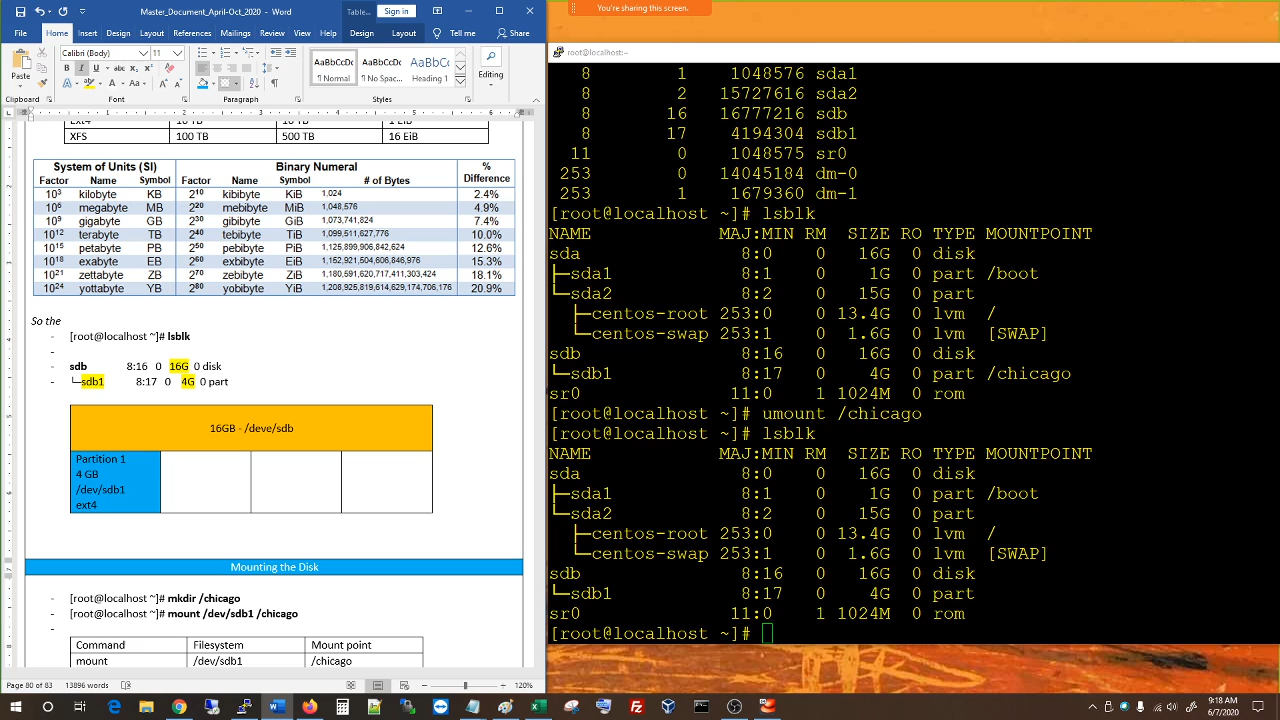 Master_Document_April-Oct_2020 - Word
Table...
Sign in
You're sharing this screen.
File Home Insert Draw Design Layout References Mailings Review View Help Design Layout Tell me Share
Paste
Clipboard
Calibri (Body) 11
Font
Paragraph
AaBbCcDc AaBbCcDc AaBbCc
¶ Normal ¶ No Spac... Heading 1
Styles
Editing
XFS 100 TB 500 TB 16 EiB
System of Units (SI) Binary Numeral %
Factor Name Symbol Factor Name Symbol # of Bytes Difference
10³ kilobyte KB 2¹⁰ kibibyte KiB 1,024 2.4%
10⁶ megabyte MB 2²⁰ mebibyte MiB 1,048,576 4.9%
10⁹ gigabyte GB 2³⁰ gibibyte GiB 1,073,741,824 7.4%
10¹² terabyte TB 2⁴⁰ tebibyte TiB 1,099,511,627,776 10.0%
10¹⁵ petabyte PB 2⁵⁰ pebibyte PiB 1,125,899,906,842,624 12.6%
10¹⁸ exabyte EB 2⁶⁰ exbibyte EiB 1,152,921,504,606,846,976 15.3%
10²¹ zettabyte ZB 2⁷⁰ zebibyte ZiB 1,180,591,620,717,411,303,424 18.1%
10²⁴ yottabyte YB 2⁸⁰ yobibyte YiB 1,208,925,819,614,629,174,706,176 20.9%
So the
- [root@localhost ~]# lsblk
-
- sdb 8:16 0 16G 0 disk
- └─sdb1 8:17 0 4G 0 part
16GB - /deve/sdb
Partition 1
4 GB
/dev/sdb1
ext4
Mounting the Disk
- [root@localhost ~]# mkdir /chicago
- [root@localhost ~]# mount /dev/sdb1 /chicago
-
Command Filesystem Mount point
mount /dev/sdb1 /chicago
Page 80 of 83 13896 words 120%
root@localhost:~
8 1 1048576 sda1
8 2 15727616 sda2
8 16 16777216 sdb
8 17 4194304 sdb1
11 0 1048575 sr0
253 0 14045184 dm-0
253 1 1679360 dm-1
[root@localhost ~]# lsblk
NAME MAJ:MIN RM SIZE RO TYPE MOUNTPOINT
sda 8:0 0 16G 0 disk
├─sda1 8:1 0 1G 0 part /boot
└─sda2 8:2 0 15G 0 part
├─centos-root 253:0 0 13.4G 0 lvm /
└─centos-swap 253:1 0 1.6G 0 lvm [SWAP]
sdb 8:16 0 16G 0 disk
└─sdb1 8:17 0 4G 0 part /chicago
sr0 11:0 1 1024M 0 rom
[root@localhost ~]# umount /chicago
[root@localhost ~]# lsblk
NAME MAJ:MIN RM SIZE RO TYPE MOUNTPOINT
sda 8:0 0 16G 0 disk
├─sda1 8:1 0 1G 0 part /boot
└─sda2 8:2 0 15G 0 part
├─centos-root 253:0 0 13.4G 0 lvm /
└─centos-swap 253:1 0 1.6G 0 lvm [SWAP]
sdb 8:16 0 16G 0 disk
└─sdb1 8:17 0 4G 0 part
sr0 11:0 1 1024M 0 rom
[root@localhost ~]#
9:18 AM
6/7/2020